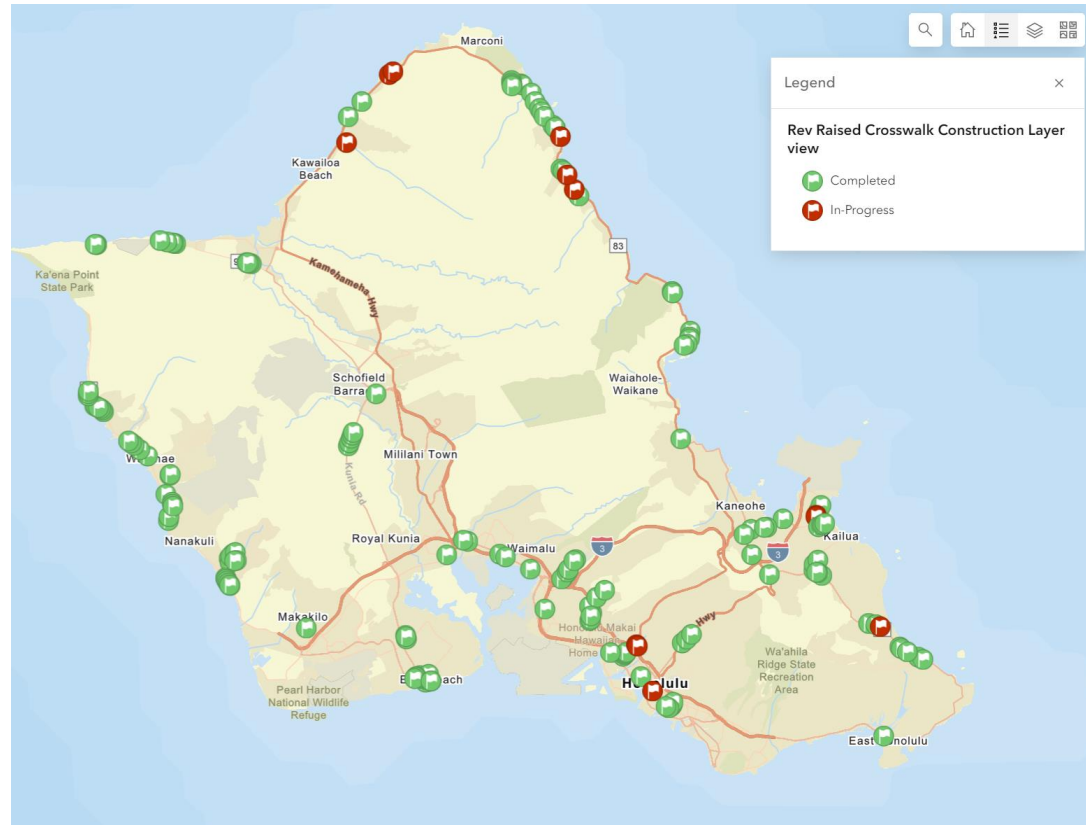 Marconi
Legend
Rev Raised Crosswalk Construction Layer
view
Completed
In-Progress
Kawailoa
Beach
83
Ka'ena Point
State Park
Kamehameha Hwy
Schofield
Waiahole-
Waikane
Mililani Town
Kunia Rd
Kaneohe
Nanakuli
Royal Kunia
Waimalu
3
3
Kailua
Makakilo
Hwy
Makai
Hawaiian
Home
Wa'ahila
Ridge State
Recreation
Area
Pearl Harbor
National Wildlife
Refuge
East